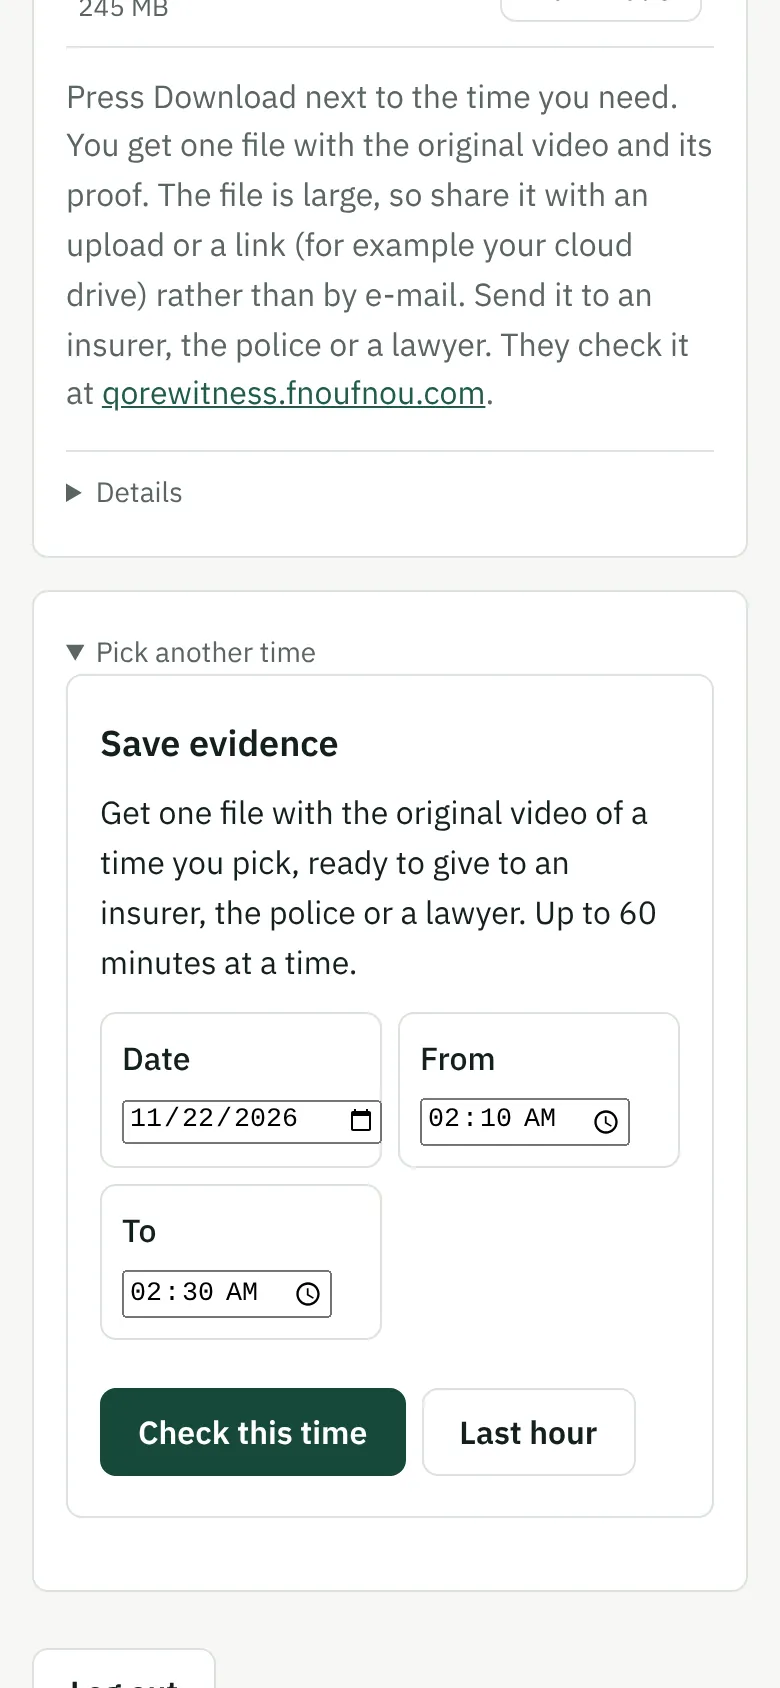 245 MB
Press Download next to the time you need.
You get one file with the original video and its
proof. The file is large, so share it with an
upload or a link (for example your cloud
drive) rather than by e-mail. Send it to an
insurer, the police or a lawyer. They check it
at qorewitness.fnoufnou.com.
Details
Pick another time
Save evidence
Get one file with the original video of a
time you pick, ready to give to an
insurer, the police or a lawyer. Up to 60
minutes at a time.
Date
From
11/22/2026
02:10 AM
To
02:30 AM
Check this time
Last hour
Log out